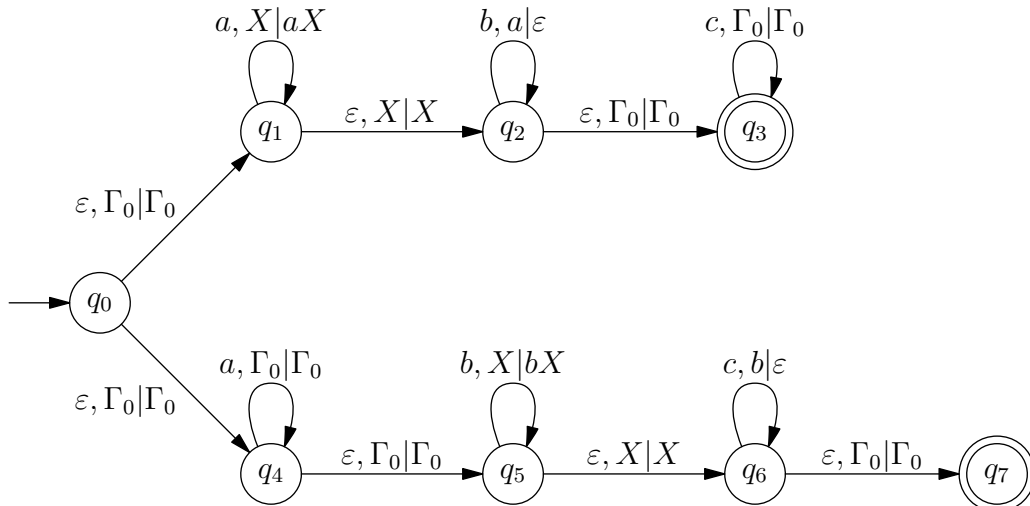 a, X|aX b, a|ε c, Γ₀|Γ₀
q₁ ε, X|X q₂ ε, Γ₀|Γ₀ q₃
ε, Γ₀|Γ₀
q₀
ε, Γ₀|Γ₀
a, Γ₀|Γ₀ b, X|bX c, b|ε
q₄ ε, Γ₀|Γ₀ q₅ ε, X|X q₆ ε, Γ₀|Γ₀ q₇